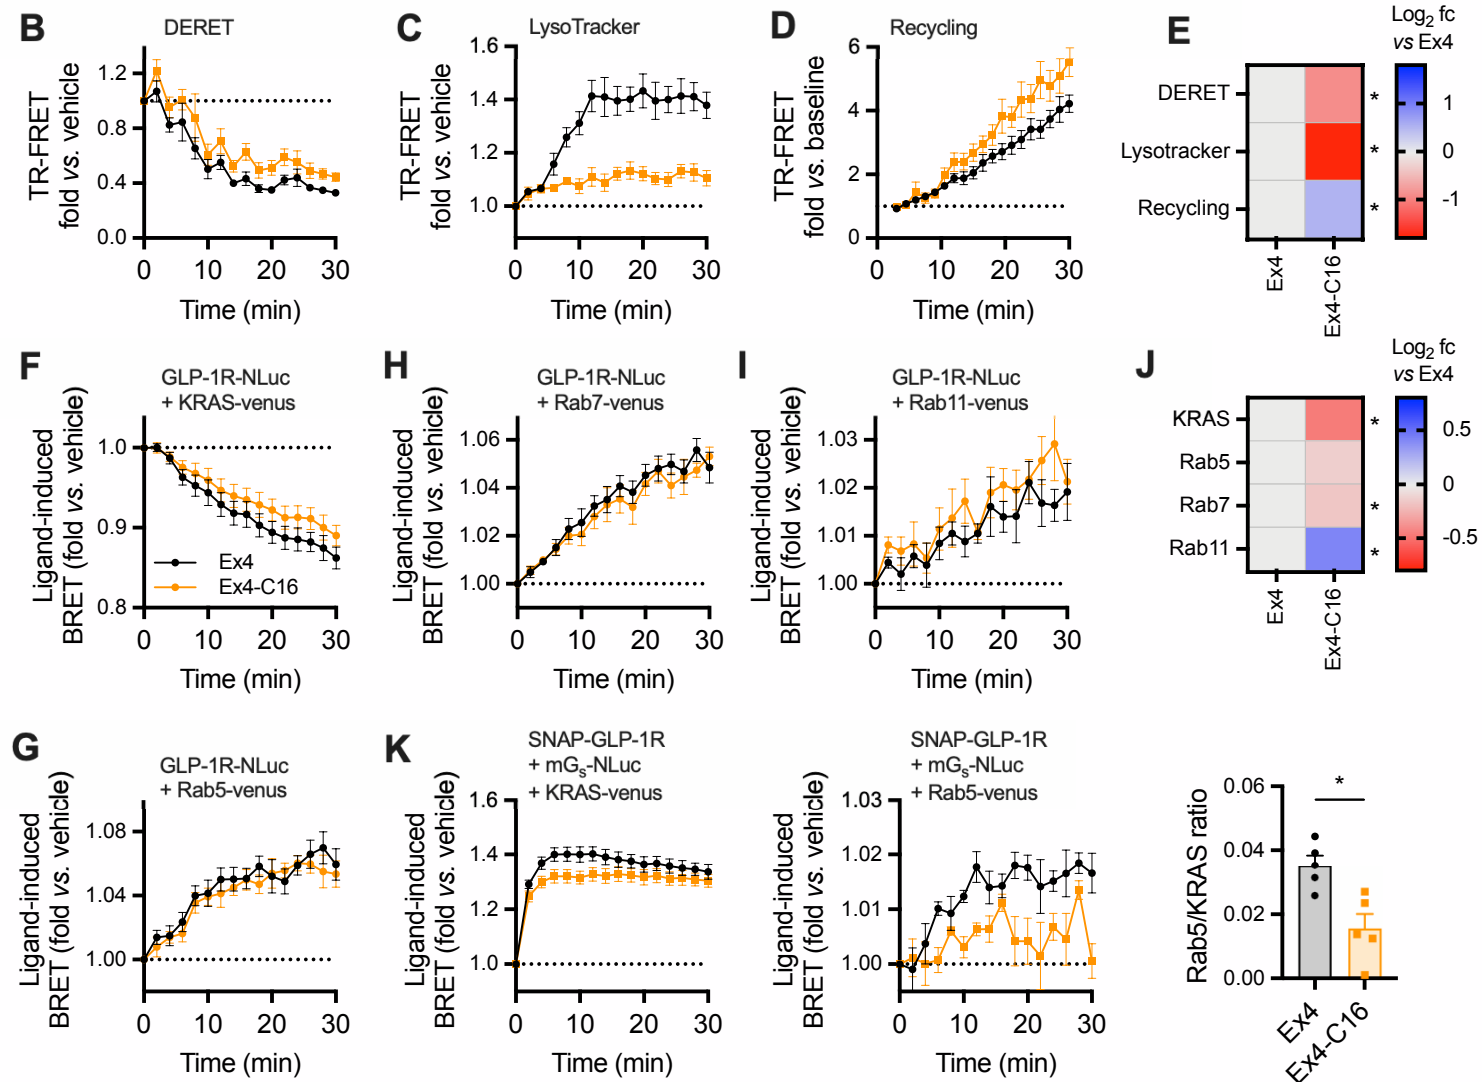 B
DERET
TR-FRET
fold vs. vehicle
1.2
0.8
0.4
0.0
0 10 20 30
Time (min)
C
LysoTracker
TR-FRET
fold vs. vehicle
1.6
1.4
1.2
1.0
0 10 20 30
Time (min)
D
Recycling
TR-FRET
fold vs. baseline
6
4
2
0
0 10 20 30
Time (min)
E
Log2 fc
vs Ex4
DERET *
Lysotracker *
Recycling *
Ex4
Ex4-C16
1
0
-1
F
GLP-1R-NLuc
+ KRAS-venus
Ligand-induced
BRET (fold vs. vehicle)
1.0
0.9
0.8
Ex4
Ex4-C16
0 10 20 30
Time (min)
H
GLP-1R-NLuc
+ Rab7-venus
Ligand-induced
BRET (fold vs. vehicle)
1.06
1.04
1.02
1.00
0 10 20 30
Time (min)
I
GLP-1R-NLuc
+ Rab11-venus
Ligand-induced
BRET (fold vs. vehicle)
1.03
1.02
1.01
1.00
0 10 20 30
Time (min)
J
Log2 fc
vs Ex4
KRAS *
Rab5
Rab7 *
Rab11 *
Ex4
Ex4-C16
0.5
0
-0.5
G
GLP-1R-NLuc
+ Rab5-venus
Ligand-induced
BRET (fold vs. vehicle)
1.08
1.04
1.00
0 10 20 30
Time (min)
K
SNAP-GLP-1R
+ mGs-NLuc
+ KRAS-venus
Ligand-induced
BRET (fold vs. vehicle)
1.6
1.4
1.2
1.0
0 10 20 30
Time (min)
SNAP-GLP-1R
+ mGs-NLuc
+ Rab5-venus
Ligand-induced
BRET (fold vs. vehicle)
1.03
1.02
1.01
1.00
0 10 20 30
Time (min)
Rab5/KRAS ratio
0.06
0.04
0.02
0.00
*
Ex4
Ex4-C16